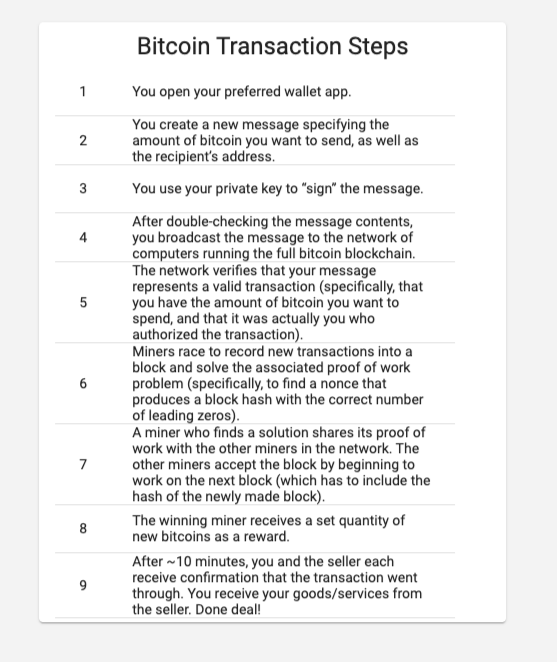 Bitcoin Transaction Steps
1 You open your preferred wallet app.
You create a new message specifying the
2 amount of bitcoin you want to send, as well as
the recipient’s address.
3 You use your private key to “sign” the message.
After double-checking the message contents,
4 you broadcast the message to the network of
computers running the full bitcoin blockchain.
The network verifies that your message
represents a valid transaction (specifically, that
5 you have the amount of bitcoin you want to
spend, and that it was actually you who
authorized the transaction).
Miners race to record new transactions into a
block and solve the associated proof of work
6 problem (specifically, to find a nonce that
produces a block hash with the correct number
of leading zeros).
A miner who finds a solution shares its proof of
work with the other miners in the network. The
7 other miners accept the block by beginning to
work on the next block (which has to include the
hash of the newly made block).
8 The winning miner receives a set quantity of
new bitcoins as a reward.
After ~10 minutes, you and the seller each
receive confirmation that the transaction went
9 through. You receive your goods/services from
the seller. Done deal!